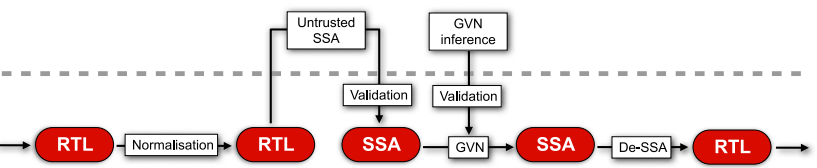 Untrusted
SSA
GVN
inference
Validation
Validation
RTL
Normalisation
RTL
SSA
GVN
SSA
De-SSA
RTL